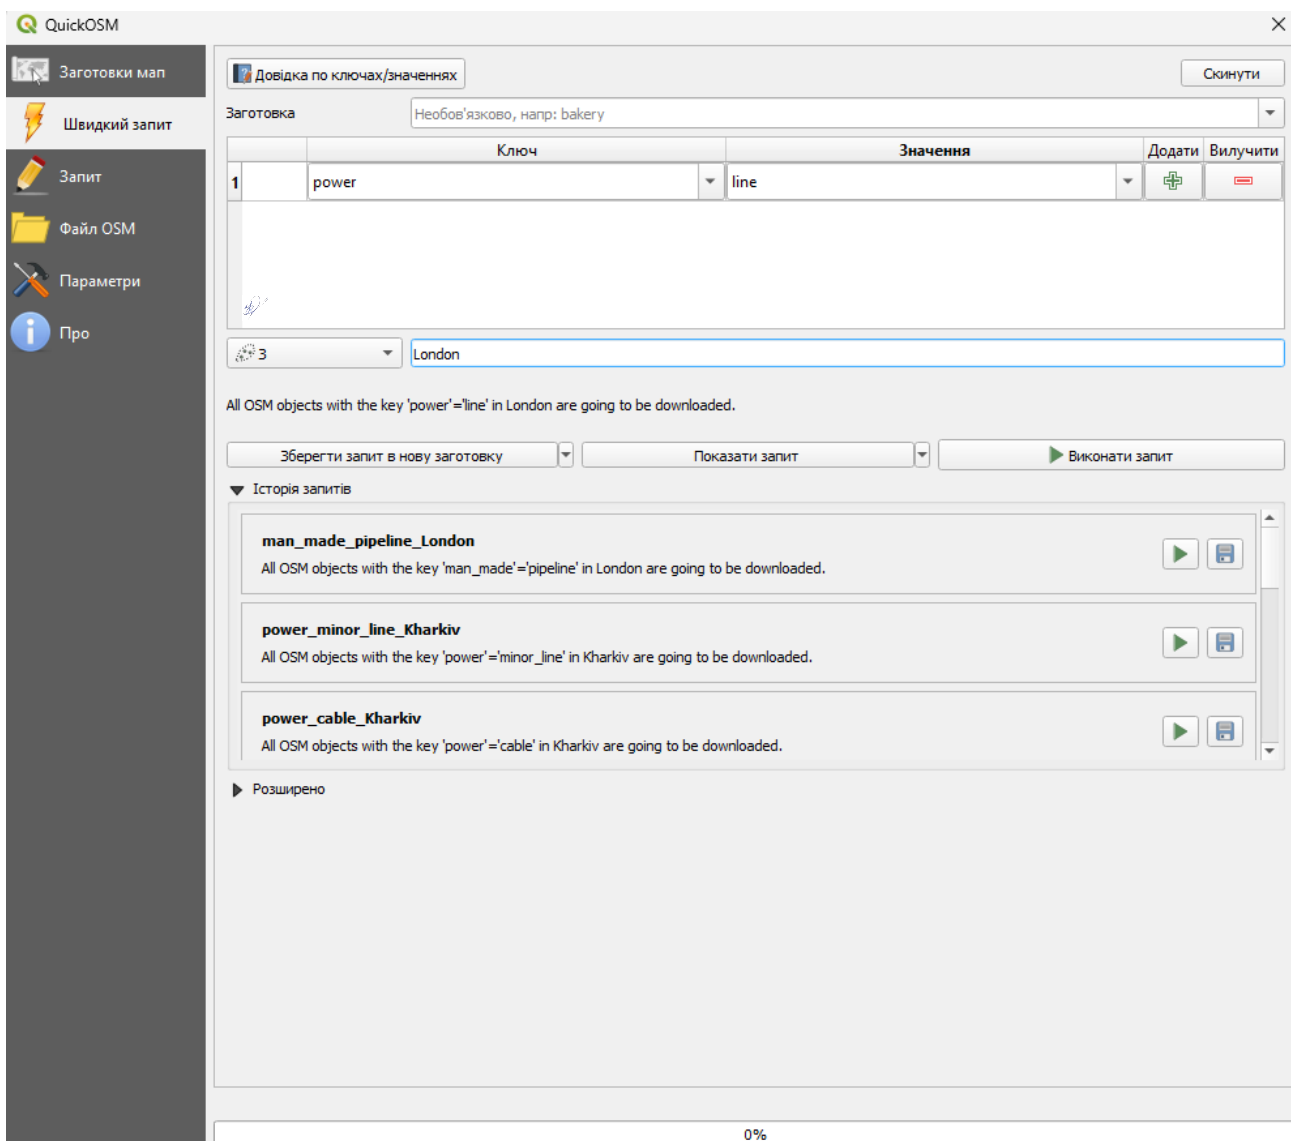 QuickOSM
Заготовки мап
Швидкий запит
Запит
Файл OSM
Параметри
Про
Довідка по ключах/значеннях
Скинути
Заготовка
Необов'язково, напр: bakery
Ключ Значення Додати Вилучити
1 power line
З London
All OSM objects with the key 'power'='line' in London are going to be downloaded.
Зберегти запит в нову заготовку Показати запит Виконати запит
Історія запитів
man_made_pipeline_London
All OSM objects with the key 'man_made'='pipeline' in London are going to be downloaded.
power_minor_line_Kharkiv
All OSM objects with the key 'power'='minor_line' in Kharkiv are going to be downloaded.
power_cable_Kharkiv
All OSM objects with the key 'power'='cable' in Kharkiv are going to be downloaded.
Розширено
0%